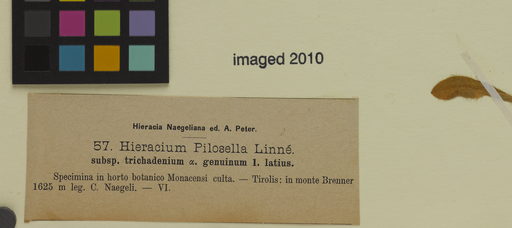 imaged 2010
Hieracia Naegeliana ed. A. Peter.
57. Hieracium Pilosella Linné.
subsp. trichadenium α. genuinum 1. latius.
Specimina in horto botanico Monacensi culta. — Tirolis: in monte Brenner
1625 m leg. C. Naegeli. — VI.